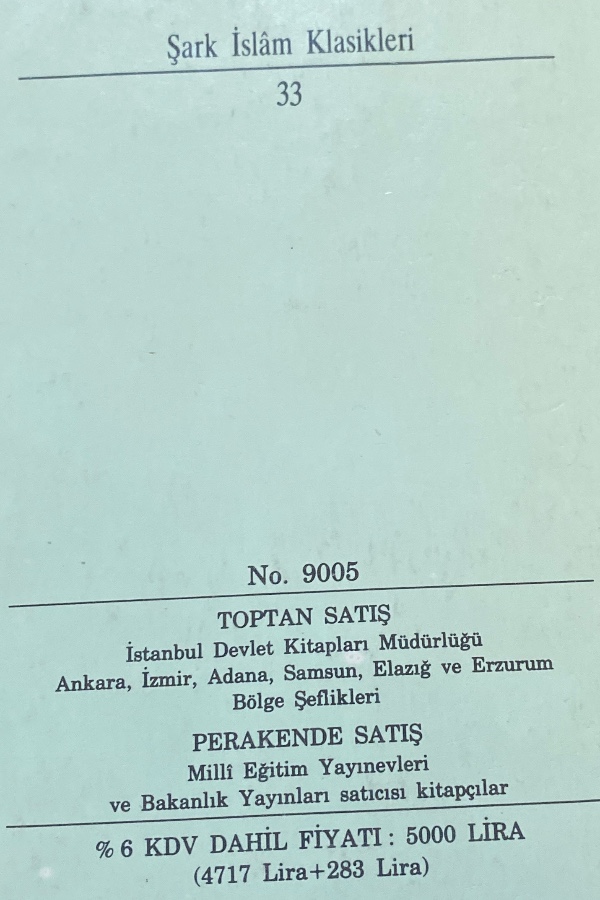 Şark İslâm Klasikleri
33
No. 9005
TOPTAN SATIŞ
İstanbul Devlet Kitapları Müdürlüğü
Ankara, İzmir, Adana, Samsun, Elazığ ve Erzurum
Bölge Şeflikleri
PERAKENDE SATIŞ
Millî Eğitim Yayınevleri
ve Bakanlık Yayınları satıcısı kitapçılar
% 6 KDV DAHİL FİYATI : 5000 LİRA
(4717 Lira+283 Lira)